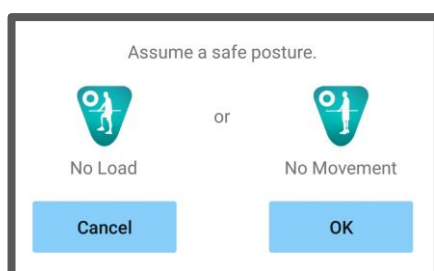 Assume a safe posture.
or
No Load
No Movement
Cancel
OK